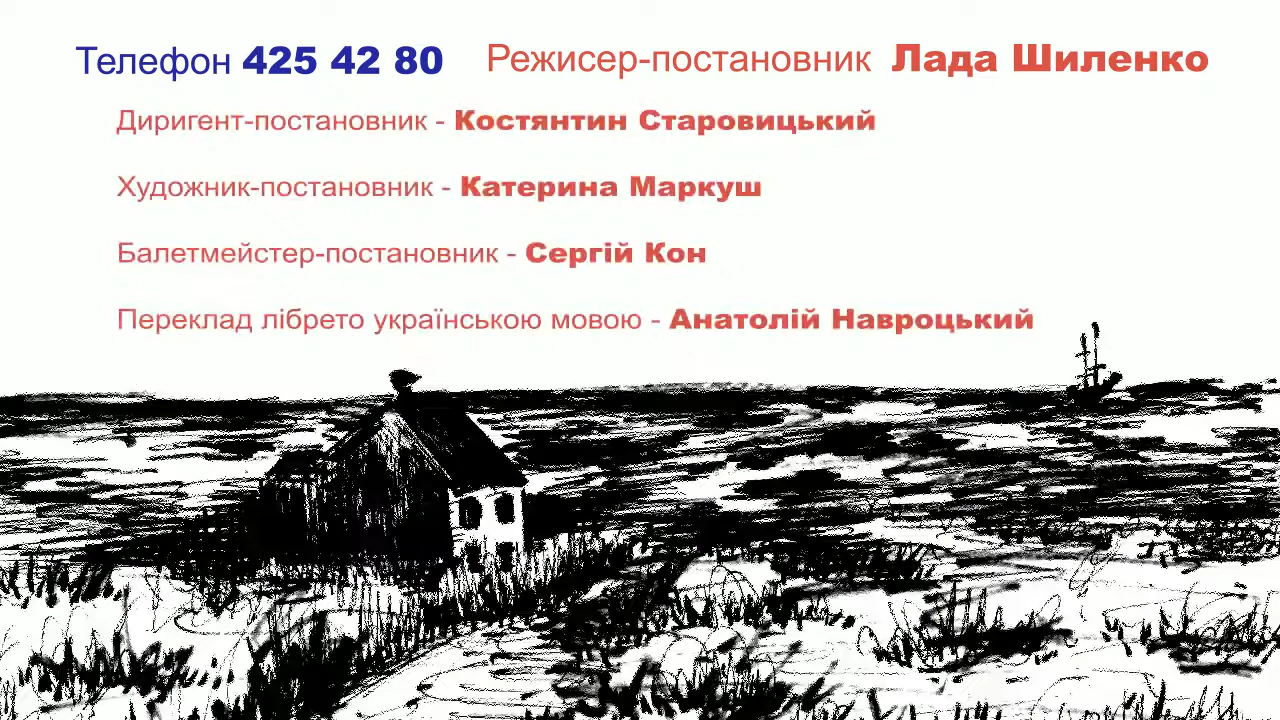 Телефон 425 42 80 Режисер-постановник Лада Шиленко
Диригент-постановник - Костянтин Старовицький
Художник-постановник - Катерина Маркуш
Балетмейстер-постановник - Сергій Кон
Переклад лібрето українською мовою - Анатолій Навроцький